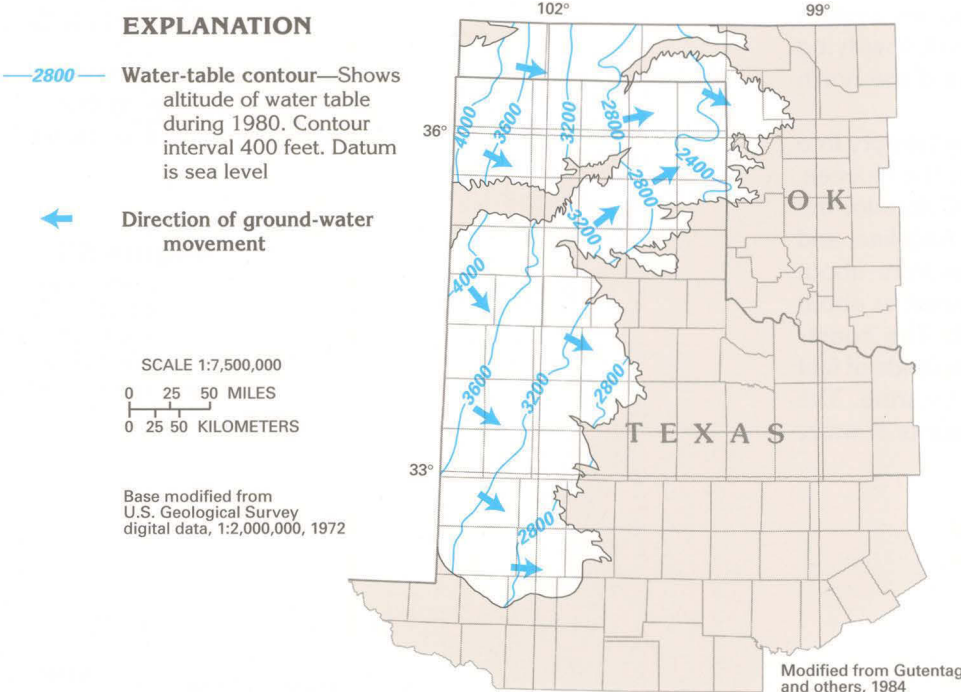 EXPLANATION
2800
Water-table contour—Shows
altitude of water table
during 1980. Contour
interval 400 feet. Datum
is sea level
Direction of ground-water
movement
SCALE 1:7,500,000
0 25 50 MILES
0 25 50 KILOMETERS
Base modified from
U.S. Geological Survey
digital data, 1:2,000,000, 1972
102°
99°
36°
33°
4000
3600
3200
2800
2400
2800
3200
4000
3600
3200
2800
2800
OK
TEXAS
Modified from Gutentag
and others, 1984